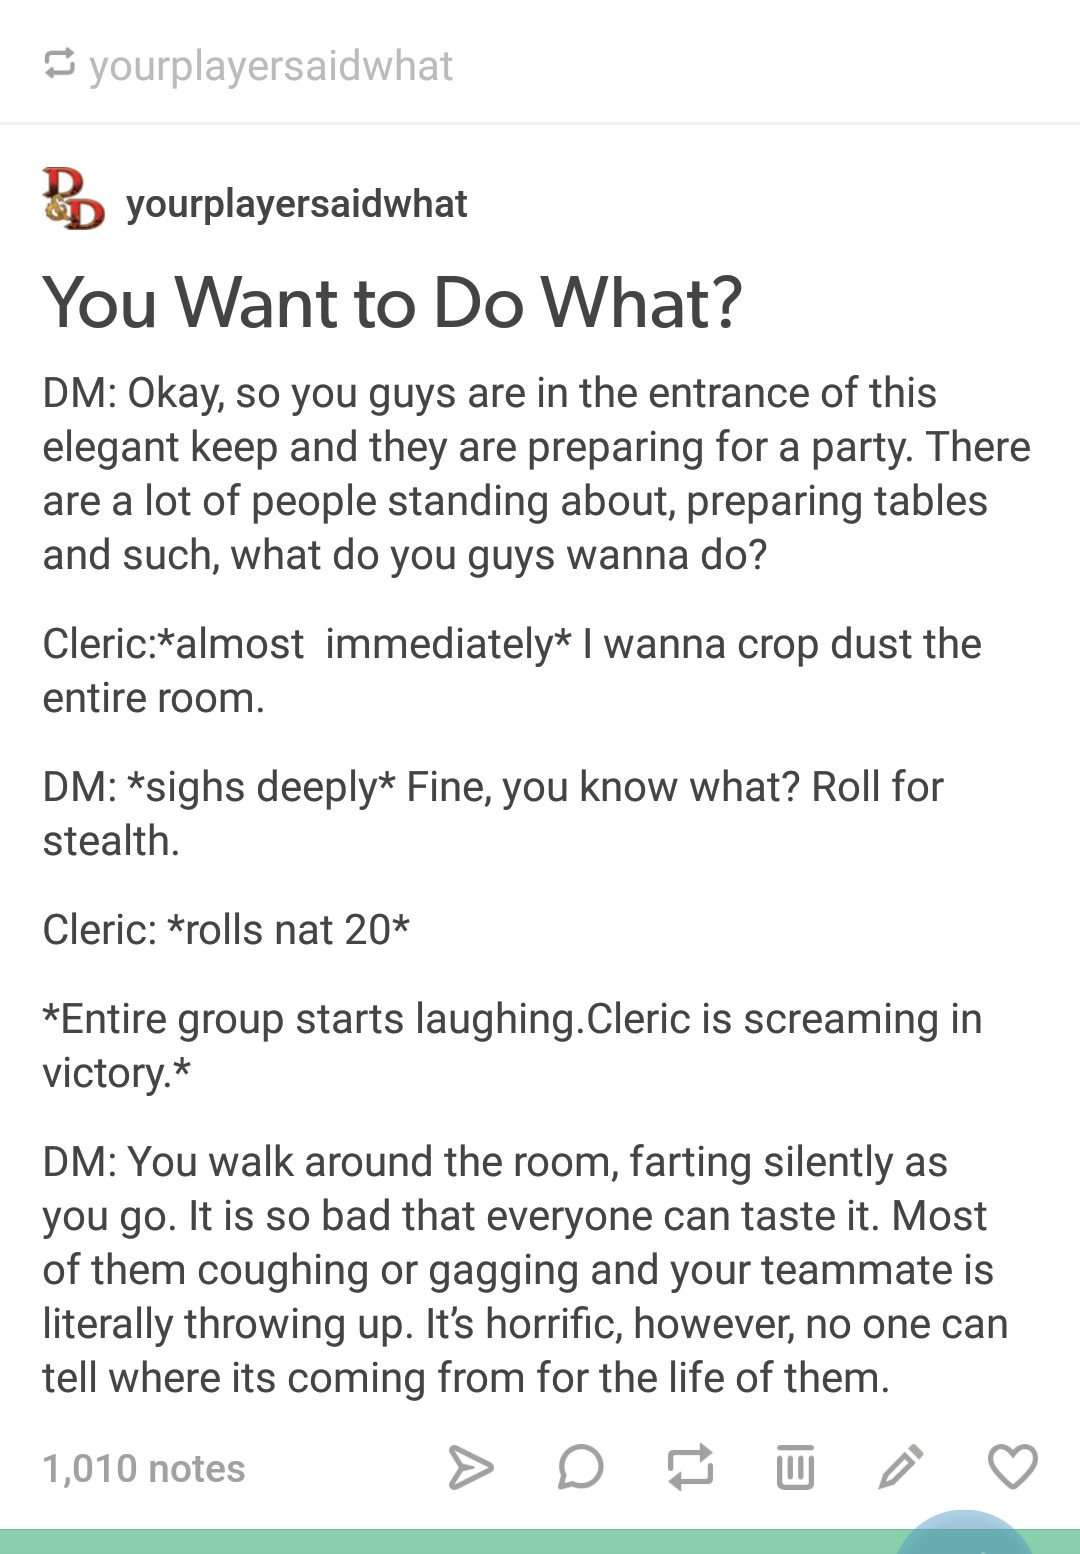 yourplayersaidwhat
D&D
yourplayersaidwhat
You Want to Do What?
DM: Okay, so you guys are in the entrance of this
elegant keep and they are preparing for a party. There
are a lot of people standing about, preparing tables
and such, what do you guys wanna do?
Cleric:*almost  immediately* I wanna crop dust the
entire room.
DM: *sighs deeply* Fine, you know what? Roll for
stealth.
Cleric: *rolls nat 20*
*Entire group starts laughing.Cleric is screaming in
victory.*
DM: You walk around the room, farting silently as
you go. It is so bad that everyone can taste it. Most
of them coughing or gagging and your teammate is
literally throwing up. It’s horrific, however, no one can
tell where its coming from for the life of them.
1,010 notes